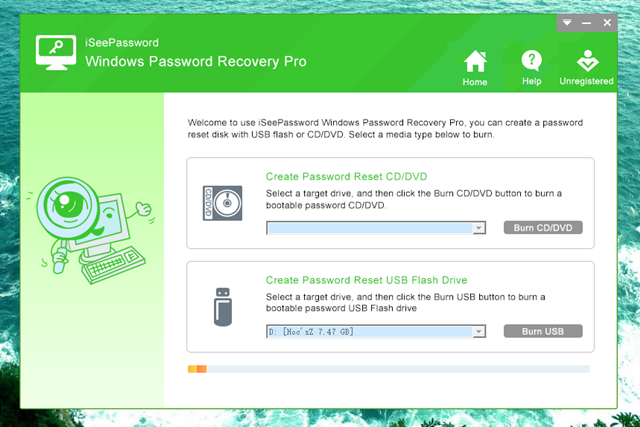 iSeePassword
Windows Password Recovery Pro
Home
Help
Unregistered
Welcome to use iSeePassword Windows Password Recovery Pro, you can create a password
reset disk with USB flash or CD/DVD. Select a media type below to burn.
Create Password Reset CD/DVD
CD/DVD
Select a target drive, and then click the Burn CD/DVD button to burn a
bootable password CD/DVD.
Burn CD/DVD
Create Password Reset USB Flash Drive
Select a target drive, and then click the Burn USB button to burn a
bootable password USB Flash drive
D: [Hoc'sZ 7.47 GB]
Burn USB